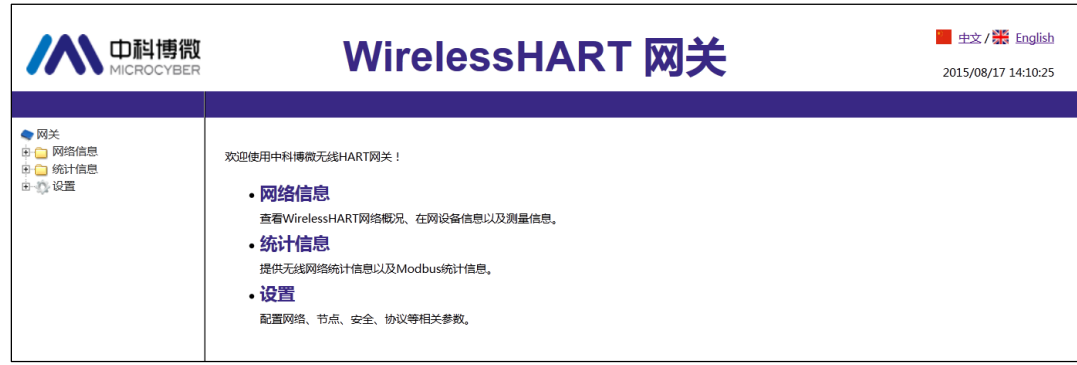 中科博微
MICROCYBER
WirelessHART 网关
中文 / English
2015/08/17 14:10:25
网关
网络信息
统计信息
设置
欢迎使用中科博微无线HART网关！
• 网络信息
查看WirelessHART网络概况、在网设备信息以及测量信息。
• 统计信息
提供无线网络统计信息以及Modbus统计信息。
• 设置
配置网络、节点、安全、协议等相关参数。